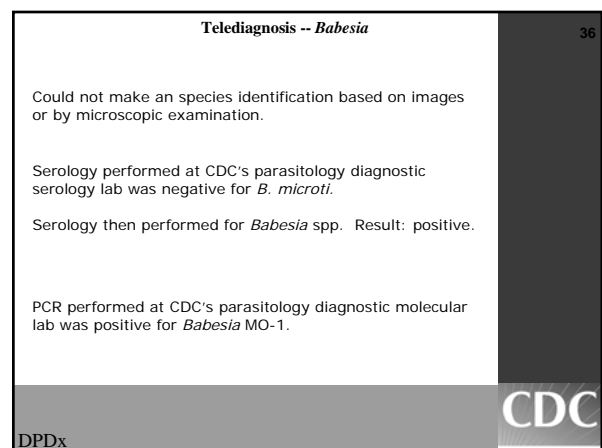 Telediagnosis -- Babesia
36
Could not make an species identification based on images
or by microscopic examination.
Serology performed at CDC's parasitology diagnostic
serology lab was negative for B. microti.
Serology then performed for Babesia spp. Result: positive.
PCR performed at CDC's parasitology diagnostic molecular
lab was positive for Babesia MO-1.
CDC
DPDx